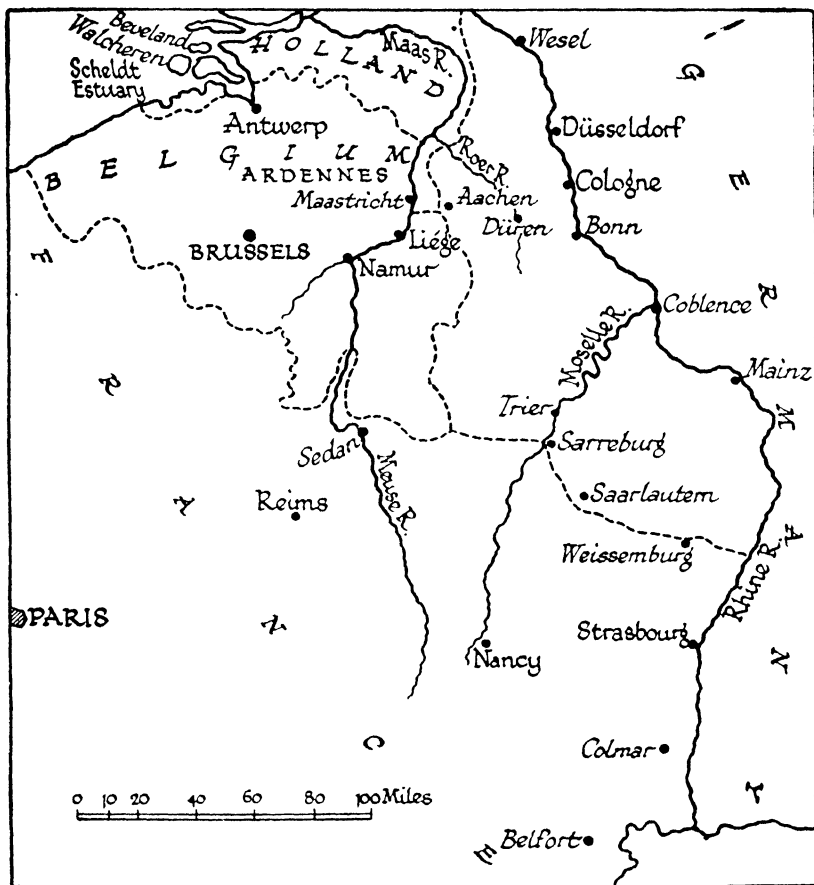 Beveland
Walcheren
Scheldt
Estuary
HOLLAND
Maas R.
Wesel
GERMANY
Antwerp
Düsseldorf
BELGIUM
ARDENNES
Roer R.
Maastricht
Aachen
Cologne
Düren
BRUSSELS
Liége
Bonn
Namur
FRANCE
Coblence
Moselle R.
Mainz
Trier
Sedan
Sarreburg
Meuse R.
Reims
Saarlautern
Weissemburg
Rhine R.
PARIS
Strasbourg
Nancy
Colmar
0 10 20 40 60 80 100 Miles
Belfort